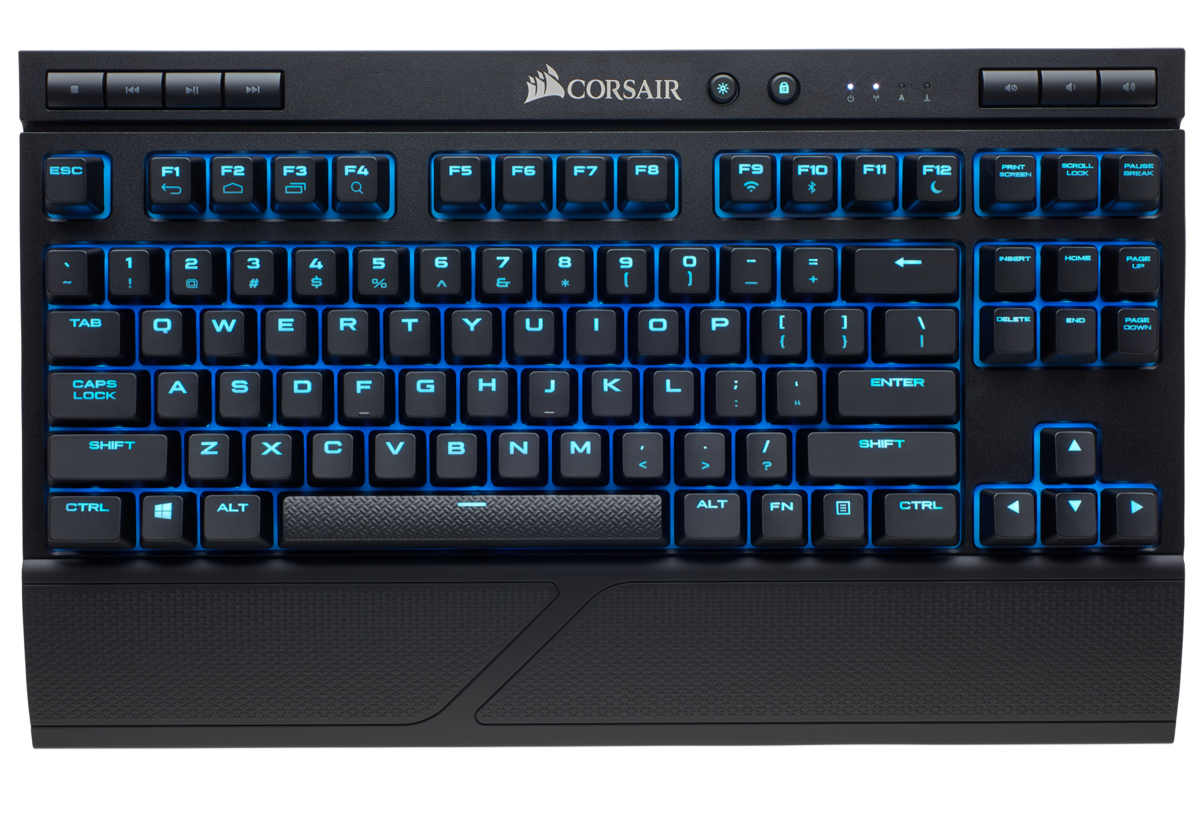 CORSAIR
A
ESC
F1
F2
F3
F4
F5
F6
F7
F8
F9
F10
F11
F12
PRINT
SCREEN
SCROLL
LOCK
PAUSE
BREAK
` ~
1 !
2 @
3 #
4 $
5 %
6 ^
7 &
8 *
9 (
0 )
- _
= +
INSERT
HOME
PAGE
UP
TAB
Q
W
E
R
T
Y
U
I
O
P
[ {
] }
\ |
DELETE
END
PAGE
DOWN
CAPS
LOCK
A
S
D
F
G
H
J
K
L
; :
' “
ENTER
SHIFT
Z
X
C
V
B
N
M
, <
. >
/ ?
SHIFT
CTRL
ALT
ALT
FN
CTRL